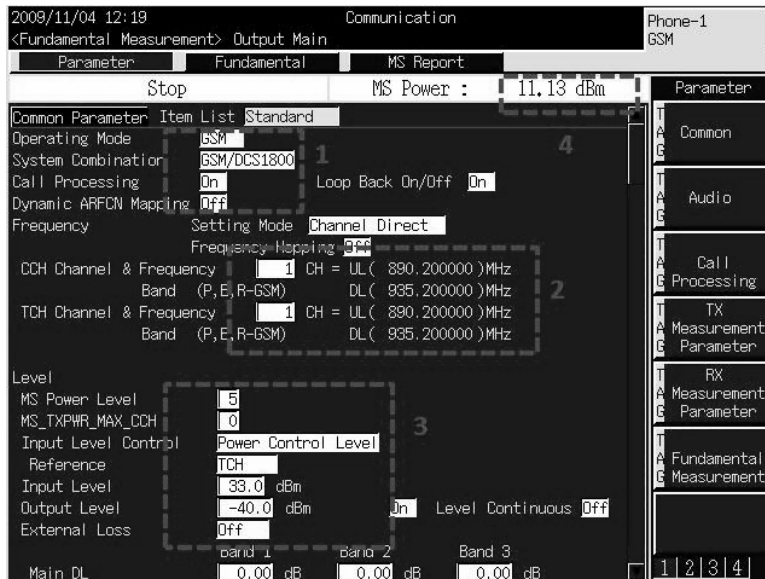 2009/11/04 12:19 Communication Phone-1
<Fundamental Measurement> Output Main GSM
Parameter Fundamental MS Report
Stop MS Power : 11.13 dBm Parameter
Common Parameter Item List Standard
Operating Mode GSM
System Combination GSM/DCS1800
Call Processing On Loop Back On/Off On
Dynamic ARFCN Mapping Off
Frequency Setting Mode Channel Direct
Frequency Hopping Off
CCH Channel & Frequency 1 CH = UL( 890.200000)MHz
Band (P,E,R-GSM) DL( 935.200000)MHz
TCH Channel & Frequency 1 CH = UL( 890.200000)MHz
Band (P,E,R-GSM) DL( 935.200000)MHz
Level
MS Power Level 5
MS_TXPWR_MAX_CCH 0
Input Level Control Power Control Level
Reference TCH
Input Level 33.0 dBm
Output Level -40.0 dBm On Level Continuous Off
External Loss Off
Band 1 Band 2 Band 3
Main DL 0.00 dB 0.00 dB 0.00 dB
1
2
3
4
TAG Common
TAG Audio
TAG Call Processing
TAG TX Measurement Parameter
TAG RX Measurement Parameter
TAG Fundamental Measurement
1 2 3 4